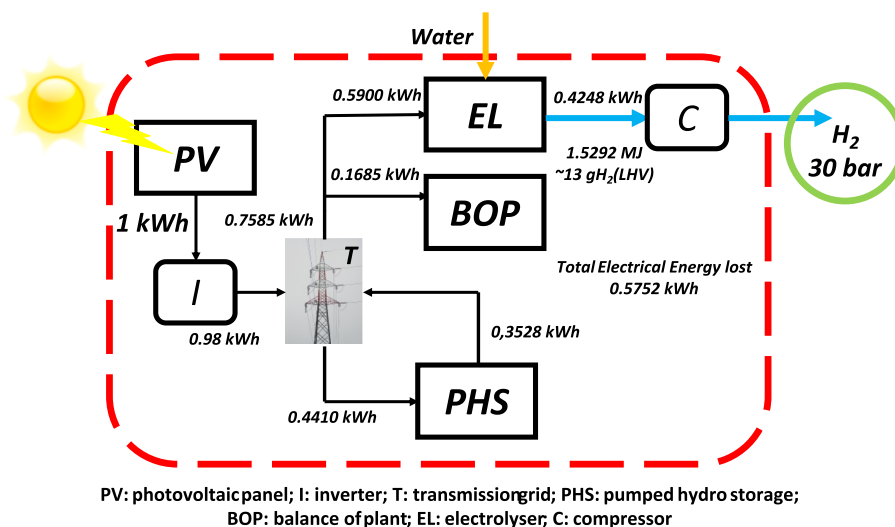 Water
0.5900 kWh
EL
0.4248 kWh
C
H2
30 bar
1.5292 MJ
~13 gH2(LHV)
PV
0.1685 kWh
BOP
1 kWh
0.7585 kWh
T
Total Electrical Energy lost
0.5752 kWh
I
0.98 kWh
0,3528 kWh
PHS
0.4410 kWh
PV: photovoltaic panel; I: inverter; T: transmissiongrid; PHS: pumped hydro storage;
BOP: balance of plant; EL: electrolyser; C: compressor